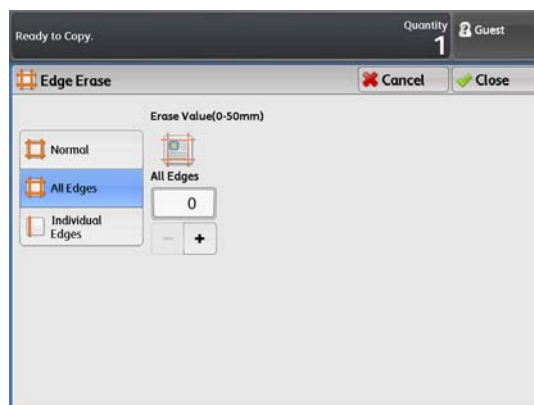 Ready to Copy.
Quantity
1
Guest
Edge Erase
Cancel
Close
Erase Value(0-50mm)
Normal
All Edges
Individual
Edges
All Edges
0
- +